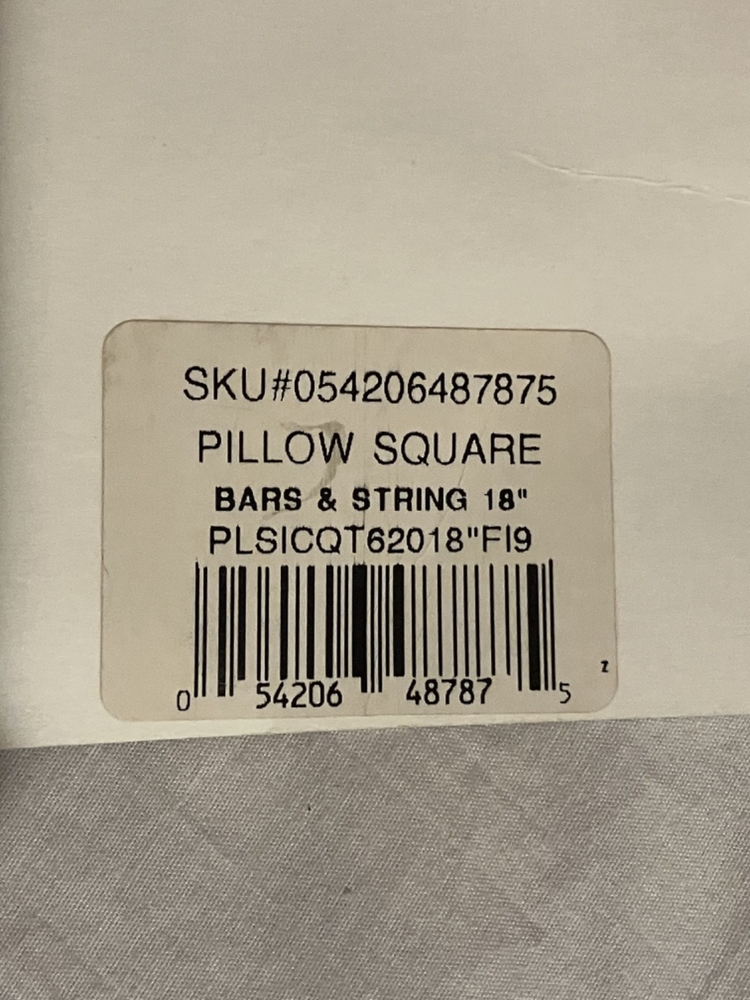 SKU#054206487875
PILLOW SQUARE
BARS & STRING 18"
PLSICQT62018"FI9
0 54206 48787 5
z